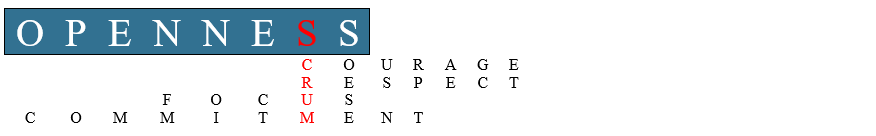 OPENNESS
COURAGE
RESPECT
FOCUS
COMMITMENT